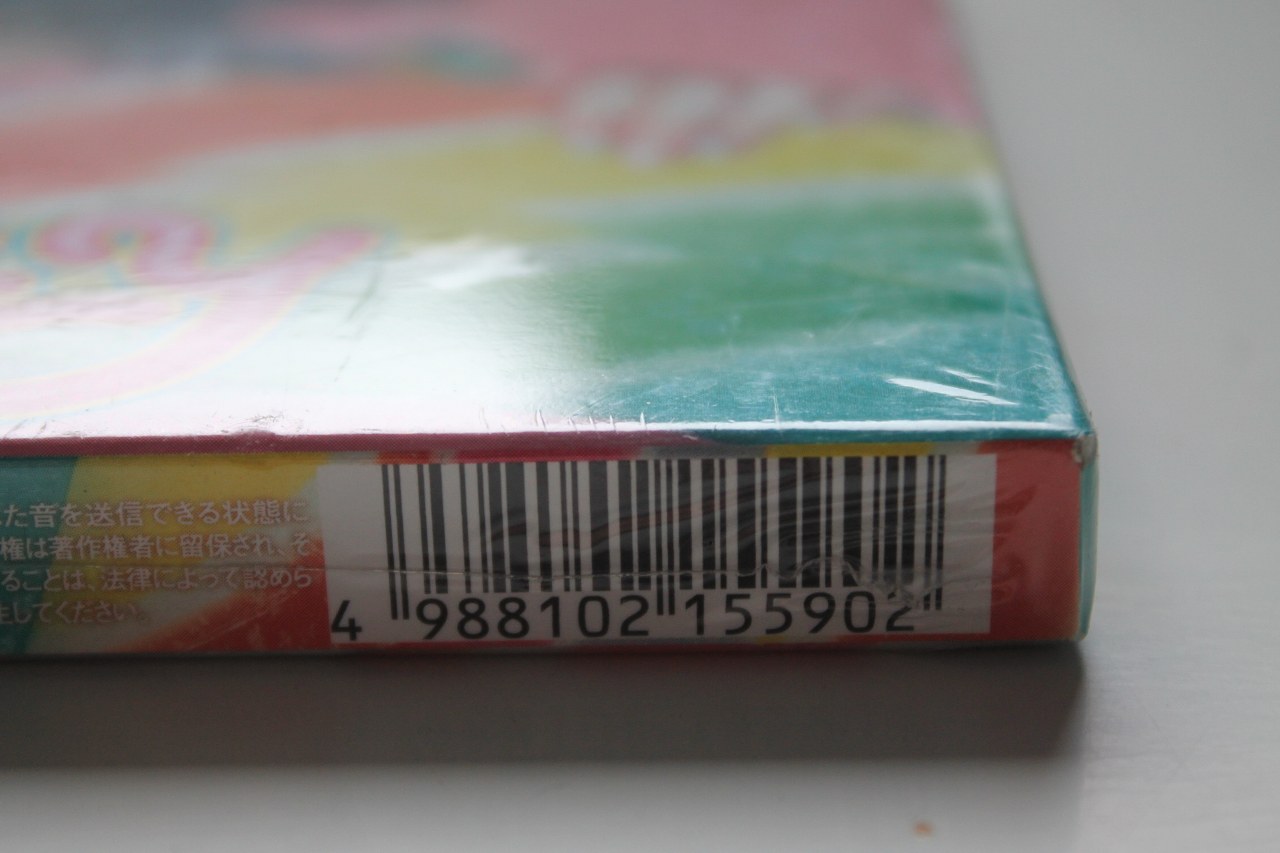 た音を送信できる状態に
権は著作権者に留保され、そ
ることは、法律によって認めら
生してください。
4 988102 155902